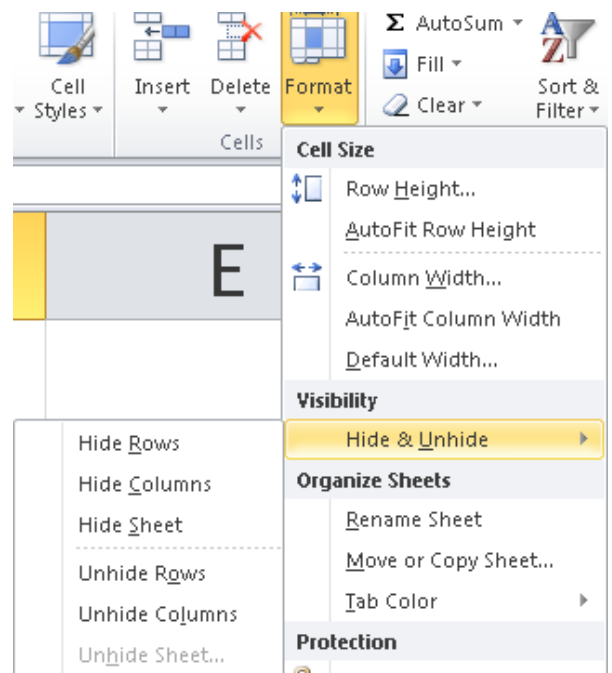 Cell
Styles
Insert
Delete
Format
Σ AutoSum
Fill
Clear
A
Z
Sort &
Filter
Cells
E
Cell Size
Row Height...
AutoFit Row Height
Column Width...
AutoFit Column Width
Default Width...
Visibility
Hide & Unhide
Hide Rows
Hide Columns
Hide Sheet
Unhide Rows
Unhide Columns
Unhide Sheet...
Organize Sheets
Rename Sheet
Move or Copy Sheet...
Tab Color
Protection